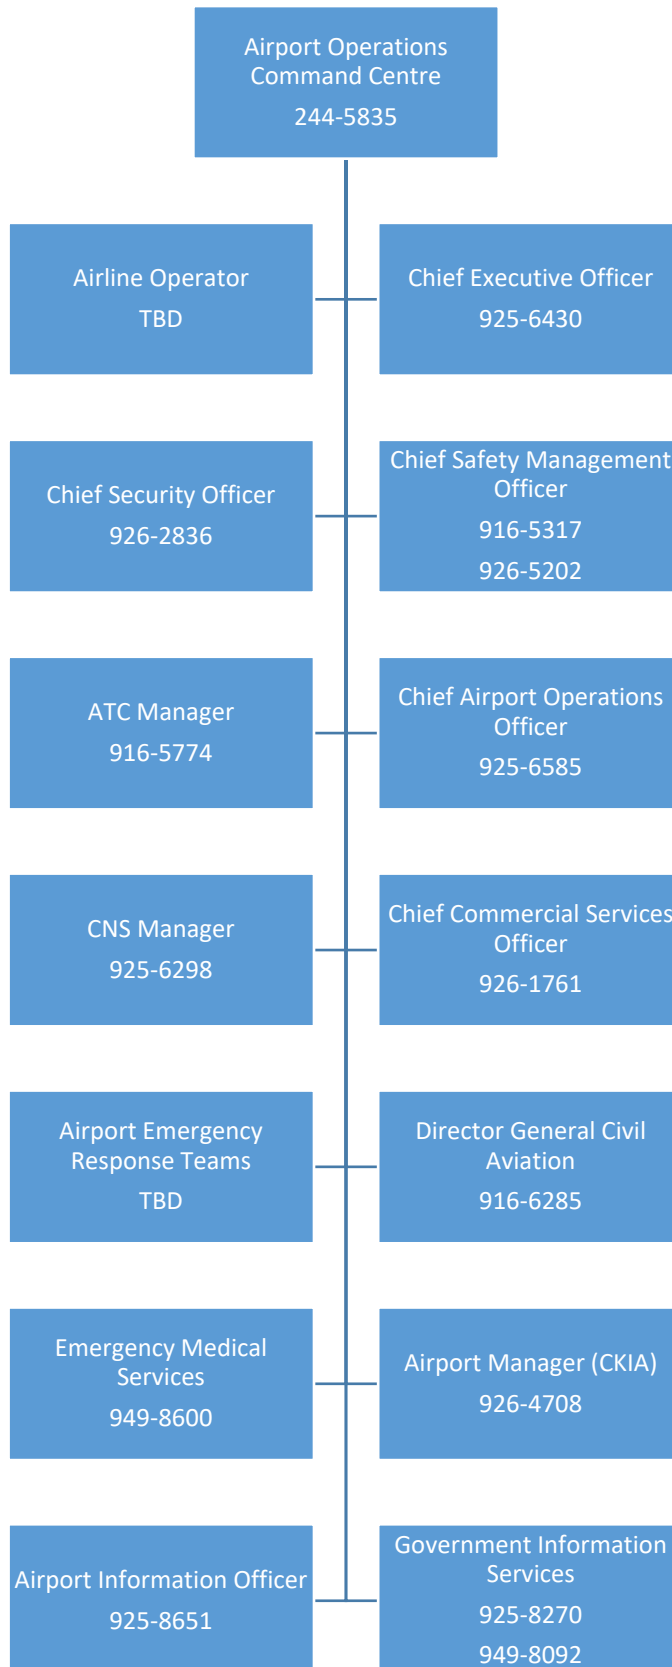 Airport Operations
Command Centre
244-5835
Airline Operator
TBD
Chief Executive Officer
925-6430
Chief Security Officer
926-2836
Chief Safety Management
Officer
916-5317
926-5202
ATC Manager
916-5774
Chief Airport Operations
Officer
925-6585
CNS Manager
925-6298
Chief Commercial Services
Officer
926-1761
Airport Emergency
Response Teams
TBD
Director General Civil
Aviation
916-6285
Emergency Medical
Services
949-8600
Airport Manager (CKIA)
926-4708
Airport Information Officer
925-8651
Government Information
Services
925-8270
949-8092